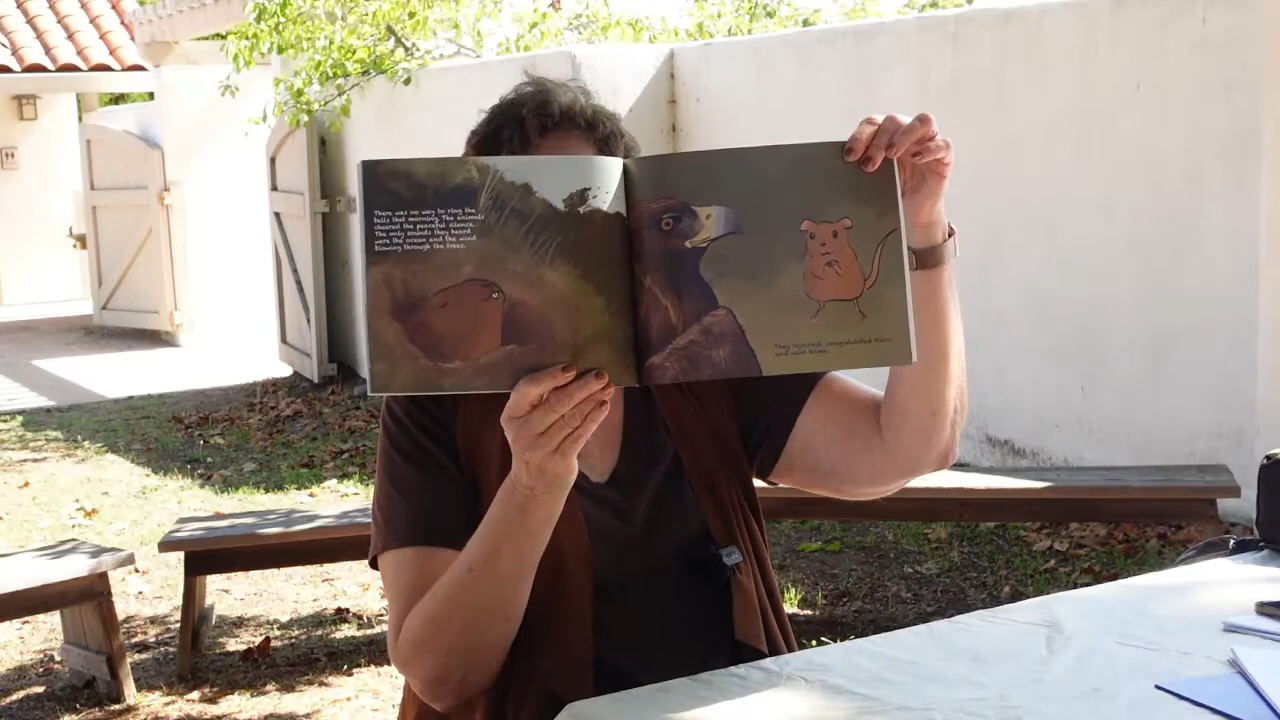 There was no way to ring the
bells that morning. The animals
cheered the peaceful silence.
The only sounds they heard
were the ocean and the wind
blowing through the trees.
They rejoiced, congratulated
and went home.